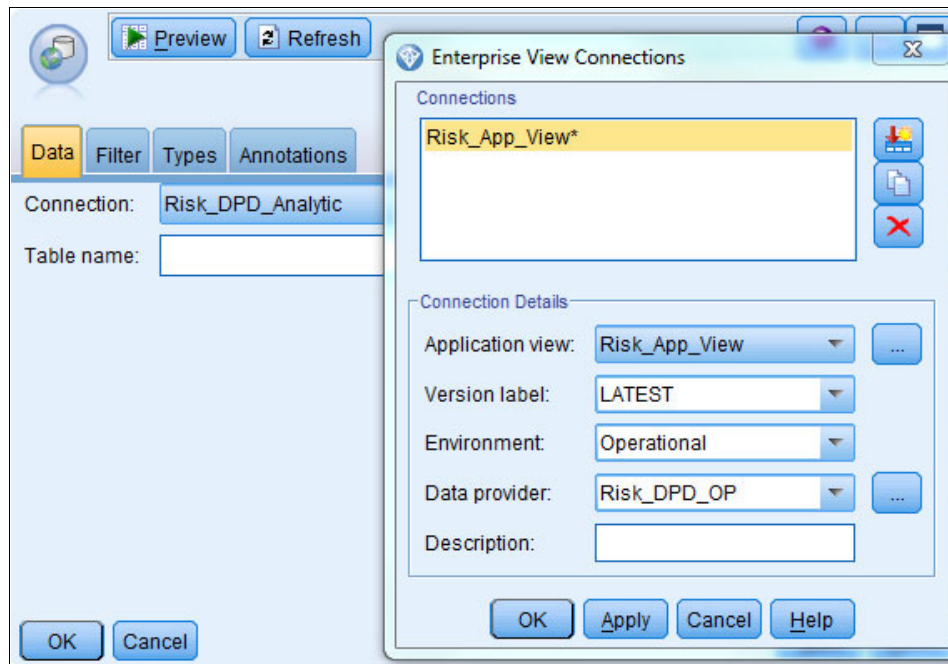 Preview Refresh
Data Filter Types Annotations
Connection: Risk_DPD_Analytic
Table name:
OK Cancel
Enterprise View Connections
Connections
Risk_App_View*
Connection Details
Application view: Risk_App_View ...
Version label: LATEST
Environment: Operational
Data provider: Risk_DPD_OP ...
Description:
OK Apply Cancel Help